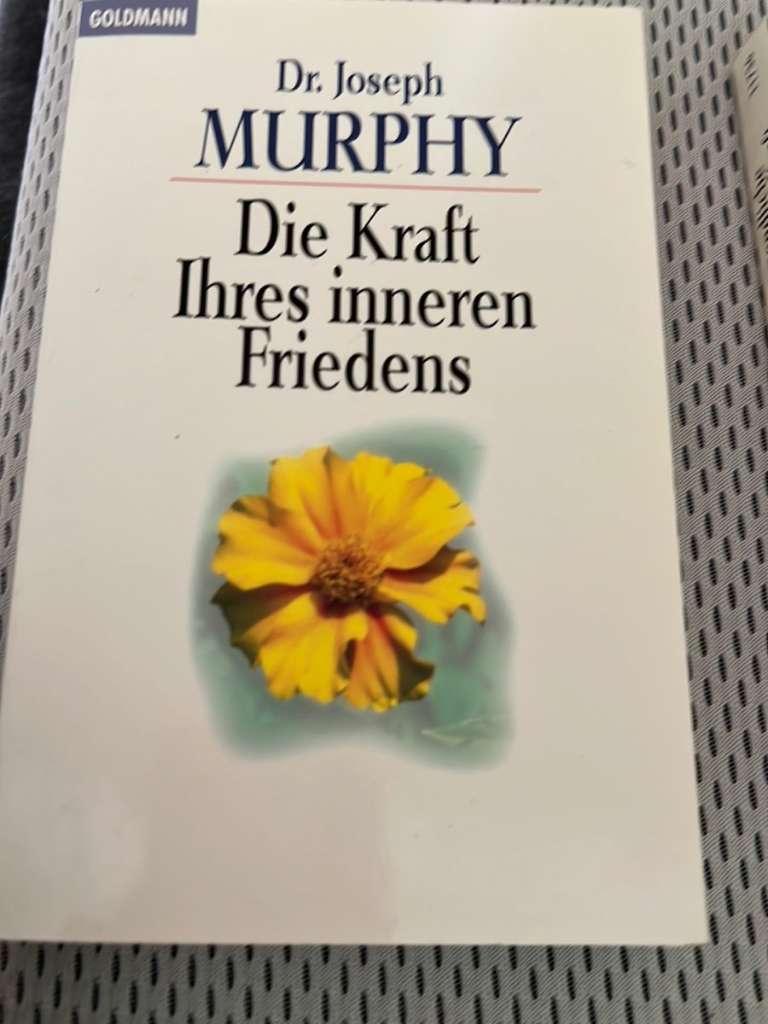 GOLDMANN
Dr. Joseph
MURPHY
Die Kraft
Ihres inneren
Friedens